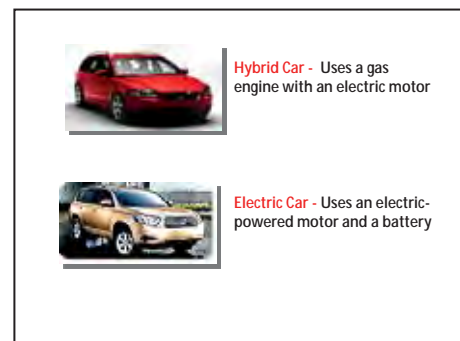 Hybrid Car - Uses a gas
engine with an electric motor
Electric Car - Uses an electric-
powered motor and a battery